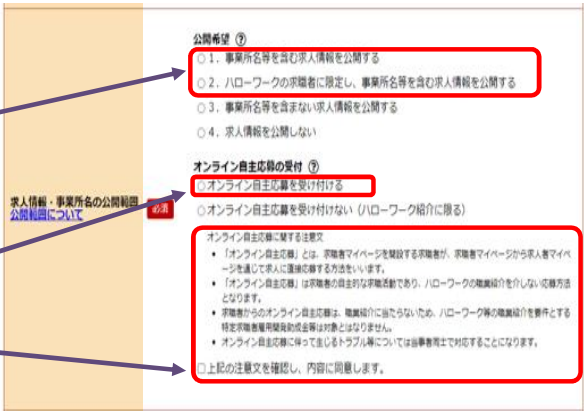 公開希望 ?
1．事業所名等を含む求人情報を公開する
2．ハローワークの求職者に限定し、事業所名等を含む求人情報を公開する
3．事業所名等を含まない求人情報を公開する
4．求人情報を公開しない
オンライン自主応募の受付 ?
オンライン自主応募を受け付ける
求人情報・事業所名の公開範囲
公開範囲について
必須
オンライン自主応募を受け付けない（ハローワーク紹介に限る）
オンライン自主応募に関する注意文
• 「オンライン自主応募」とは、求職者マイページを開設する求職者が、求職者マイページから求人者マイペ
ージを通じて求人に直接応募する方法をいいます。
• 「オンライン自主応募」は求職者の自主的な求職活動であり、ハローワークの職業紹介を介しない応募方法
となります。
• 求職者からのオンライン自主応募は、職業紹介に当たらないため、ハローワーク等の職業紹介を要件とする
特定求職者雇用開発助成金等は対象とはなりません。
• オンライン自主応募に伴って生じるトラブル等については当事者同士で対応することになります。
上記の注意文を確認し、内容に同意します。